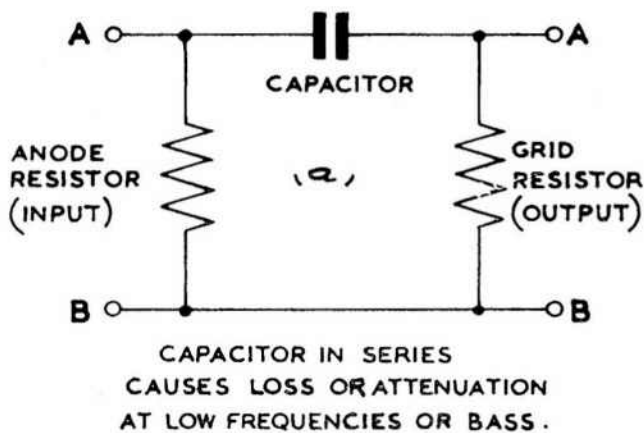 A A
CAPACITOR
ANODE
RESISTOR
(INPUT)
(a)
GRID
RESISTOR
(OUTPUT)
B B
CAPACITOR IN SERIES
CAUSES LOSS OR ATTENUATION
AT LOW FREQUENCIES OR BASS.